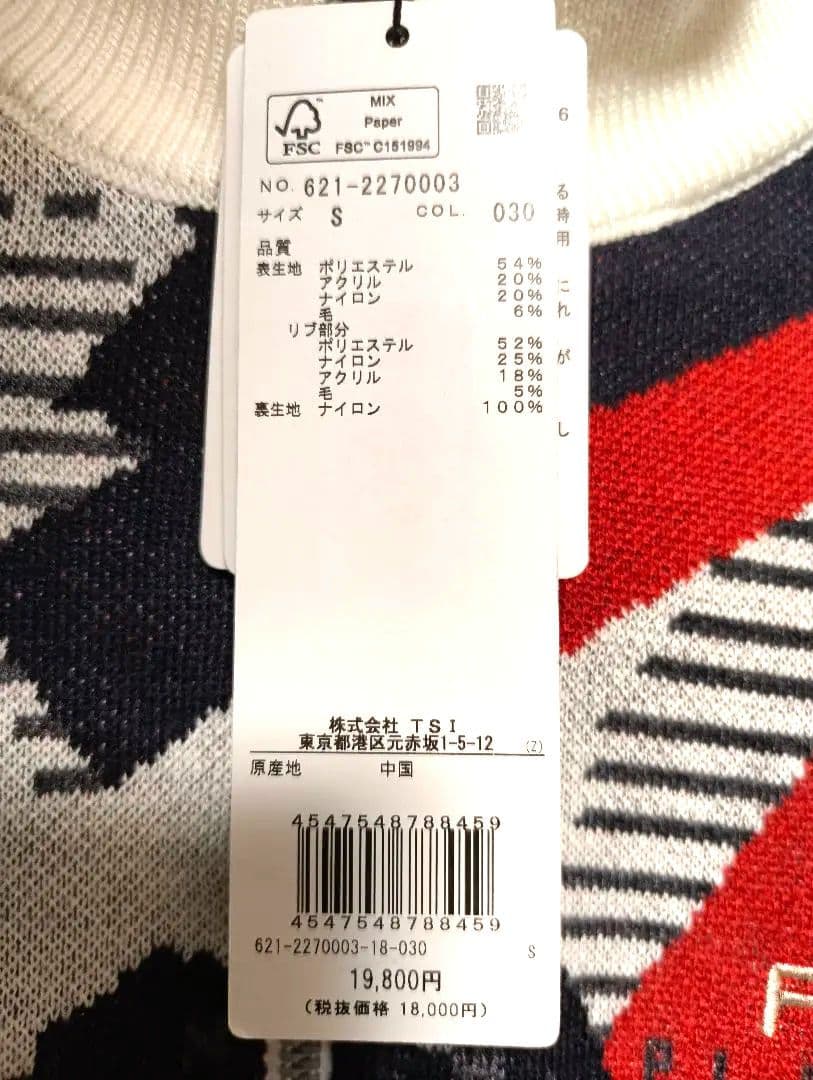 MIX
Paper
FSC
FSC™ C151994
NO. 621-2270003
サイズ S COL. 030
品質
表生地 ポリエステル 54%
アクリル 20%
ナイロン 20%
毛 6%
リブ部分
ポリエステル 52%
ナイロン 25%
アクリル 18%
毛 5%
裏生地 ナイロン 100%
株式会社 TSI
東京都港区元赤坂1-5-12 (Z)
原産地 中国
4547548788459
4547548788459
621-2270003-18-030 S
19,800円
(税抜価格 18,000円)
6
る
時
用
に
れ
が
し